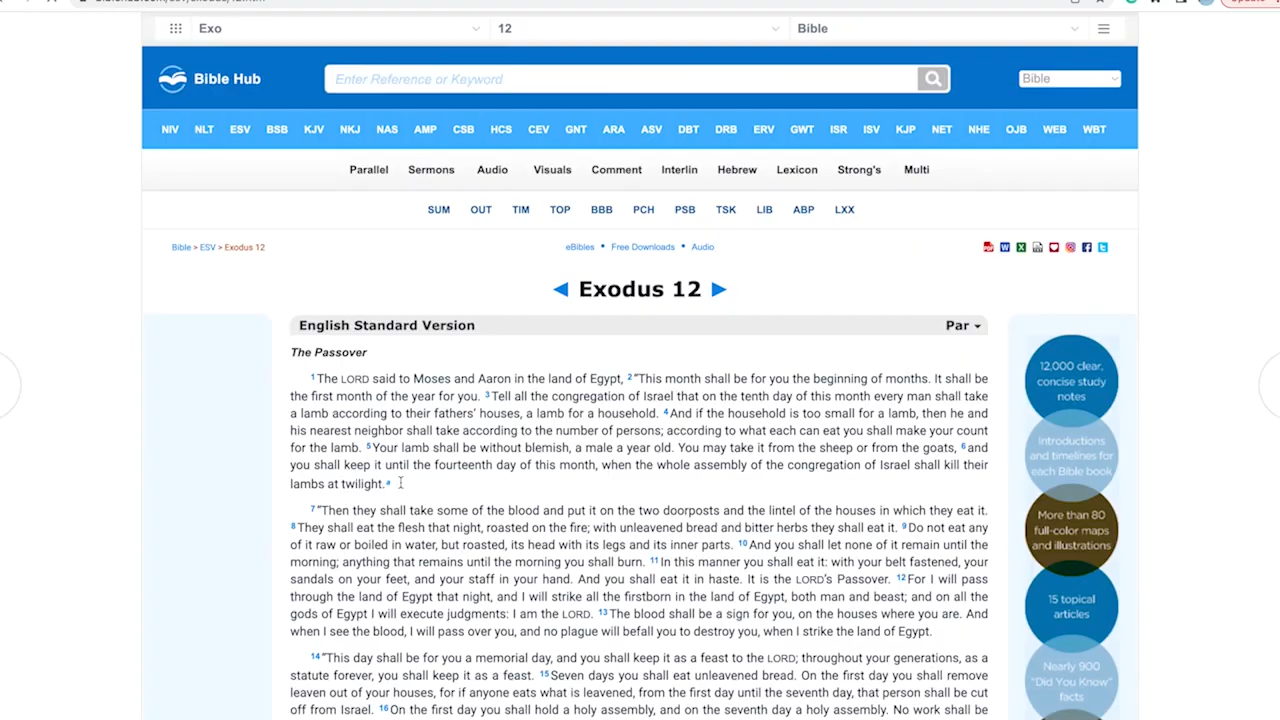 Exo 12 Bible
Bible Hub Enter Reference or Keyword Bible
NIV NLT ESV BSB KJV NKJ NAS AMP CSB HCS CEV GNT ARA ASV DBT DRB ERV GWT ISR ISV KJP NET NHE OJB WEB WBT
Parallel Sermons Audio Visuals Comment Interlin Hebrew Lexicon Strong's Multi
SUM OUT TIM TOP BBB PCH PSB TSK LIB ABP LXX
Bible > ESV > Exodus 12 eBibles • Free Downloads • Audio
◄ Exodus 12 ►
English Standard Version Par
The Passover
1The LORD said to Moses and Aaron in the land of Egypt, 2“This month shall be for you the beginning of months. It shall be
the first month of the year for you. 3Tell all the congregation of Israel that on the tenth day of this month every man shall take
a lamb according to their fathers’ houses, a lamb for a household. 4And if the household is too small for a lamb, then he and
his nearest neighbor shall take according to the number of persons; according to what each can eat you shall make your count
for the lamb. 5Your lamb shall be without blemish, a male a year old. You may take it from the sheep or from the goats, 6and
you shall keep it until the fourteenth day of this month, when the whole assembly of the congregation of Israel shall kill their
lambs at twilight.a
7“Then they shall take some of the blood and put it on the two doorposts and the lintel of the houses in which they eat it.
8They shall eat the flesh that night, roasted on the fire; with unleavened bread and bitter herbs they shall eat it. 9Do not eat any
of it raw or boiled in water, but roasted, its head with its legs and its inner parts. 10And you shall let none of it remain until the
morning; anything that remains until the morning you shall burn. 11In this manner you shall eat it: with your belt fastened, your
sandals on your feet, and your staff in your hand. And you shall eat it in haste. It is the LORD’s Passover. 12For I will pass
through the land of Egypt that night, and I will strike all the firstborn in the land of Egypt, both man and beast; and on all the
gods of Egypt I will execute judgments: I am the LORD. 13The blood shall be a sign for you, on the houses where you are. And
when I see the blood, I will pass over you, and no plague will befall you to destroy you, when I strike the land of Egypt.
14“This day shall be for you a memorial day, and you shall keep it as a feast to the LORD; throughout your generations, as a
statute forever, you shall keep it as a feast. 15Seven days you shall eat unleavened bread. On the first day you shall remove
leaven out of your houses, for if anyone eats what is leavened, from the first day until the seventh day, that person shall be cut
off from Israel. 16On the first day you shall hold a holy assembly, and on the seventh day a holy assembly. No work shall be
12,000 clear,
concise study
notes
Introductions
and timelines for
each Bible book
More than 80
full-color maps
and illustrations
15 topical
articles
Nearly 900
"Did You Know"
facts